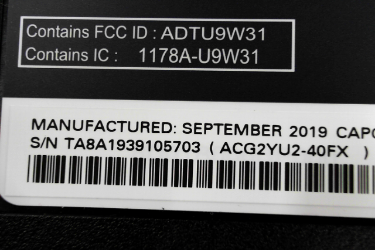 Contains FCC ID : ADTU9W31
Contains IC : 1178A-U9W31
MANUFACTURED: SEPTEMBER 2019
S/N TA8A1939105703 ( ACG2YU2-40FX )